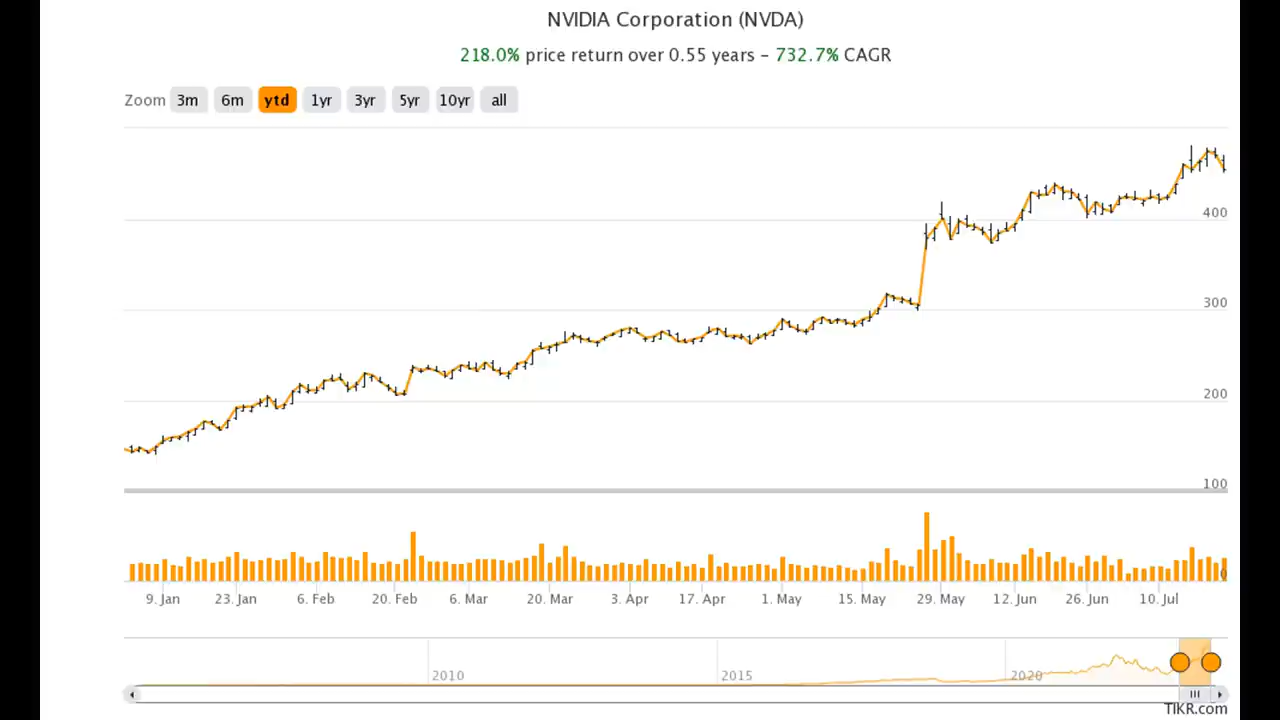 NVIDIA Corporation (NVDA)
218.0% price return over 0.55 years – 732.7% CAGR
Zoom 3m 6m ytd 1yr 3yr 5yr 10yr all
400
300
200
100
0
9. Jan 23. Jan 6. Feb 20. Feb 6. Mar 20. Mar 3. Apr 17. Apr 1. May 15. May 29. May 12. Jun 26. Jun 10. Jul
2010 2015 2020
TIKR.com